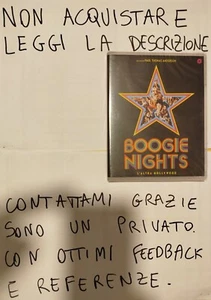 NON ACQUISTARE
LEGGI LA DESCRIZIONE
BOOGIE
NIGHTS
L'ALTRA HOLLYWOOD
CONTATTAMI GRAZIE
SONO UN PRIVATO.
CON OTTIMI FEEDBACK
E REFERENZE.